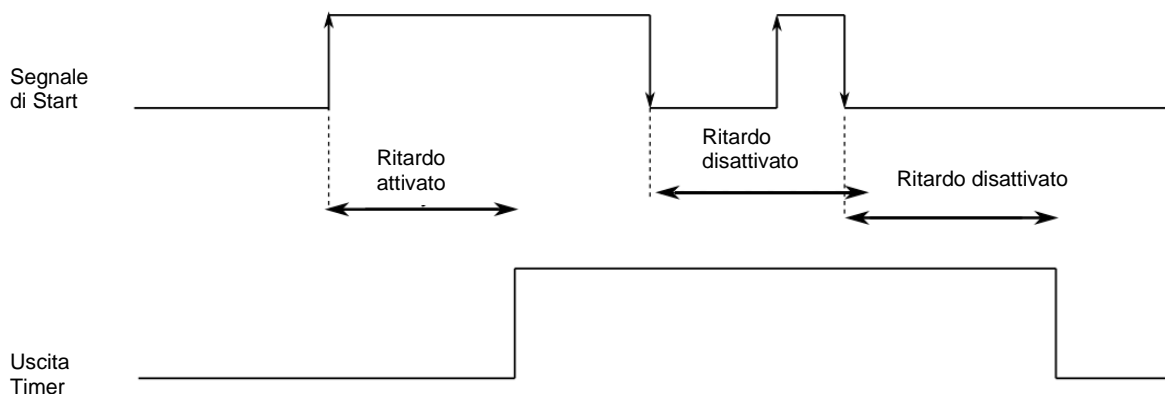 Segnale
di Start
Ritardo
attivato
Ritardo
disattivato
Ritardo disattivato
Uscita
Timer